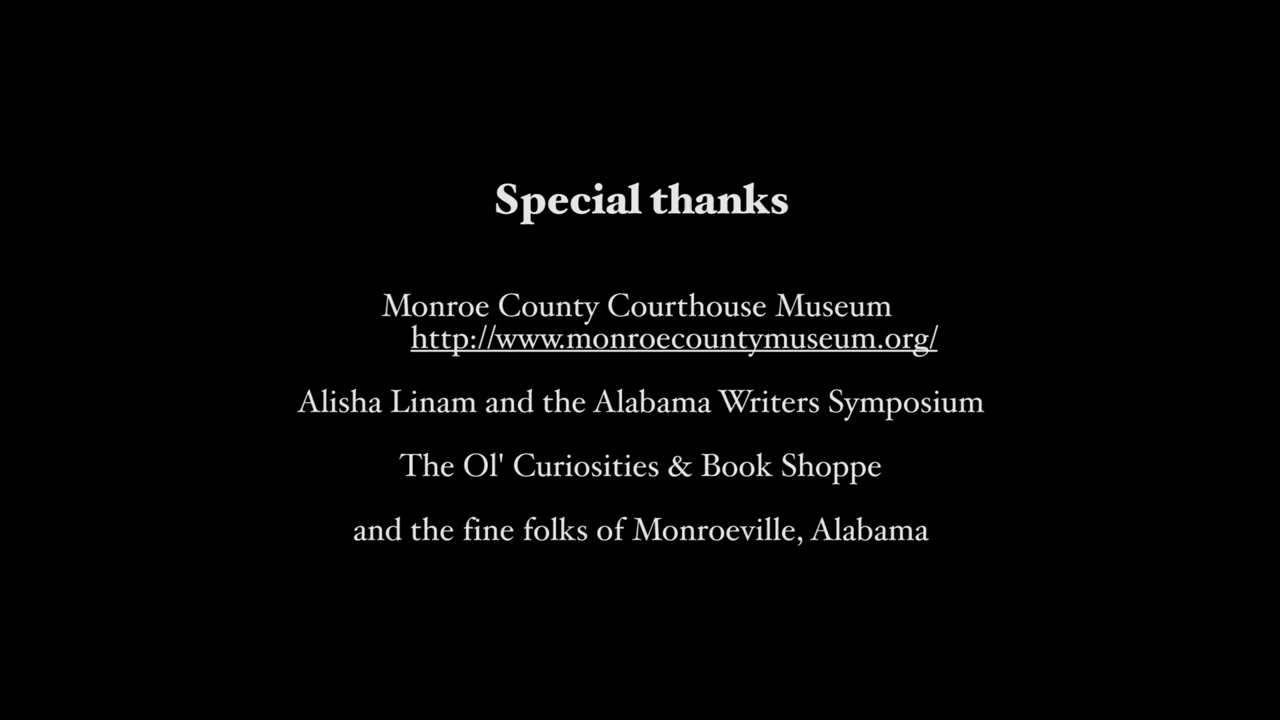 Special thanks
Monroe County Courthouse Museum
http://www.monroecountymuseum.org/
Alisha Linam and the Alabama Writers Symposium
The Ol' Curiosities & Book Shoppe
and the fine folks of Monroeville, Alabama